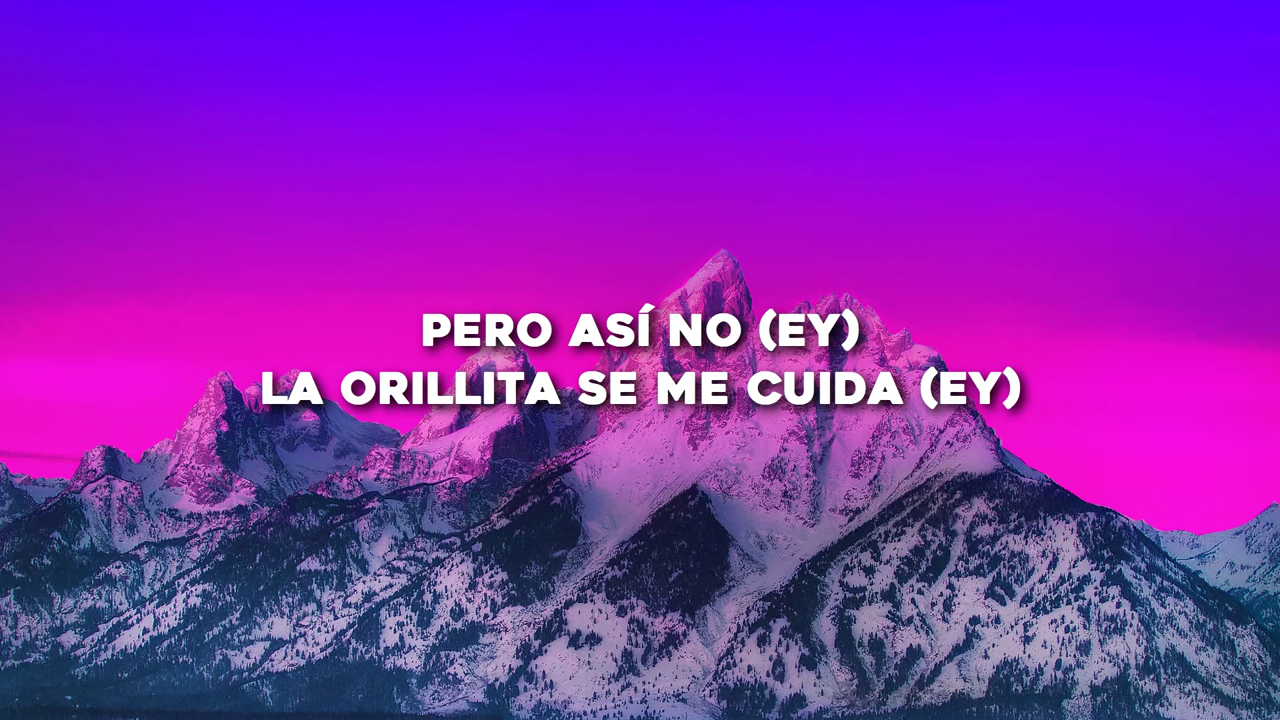 PERO ASÍ NO (EY)
LA ORILLITA SE ME CUIDA (EY)